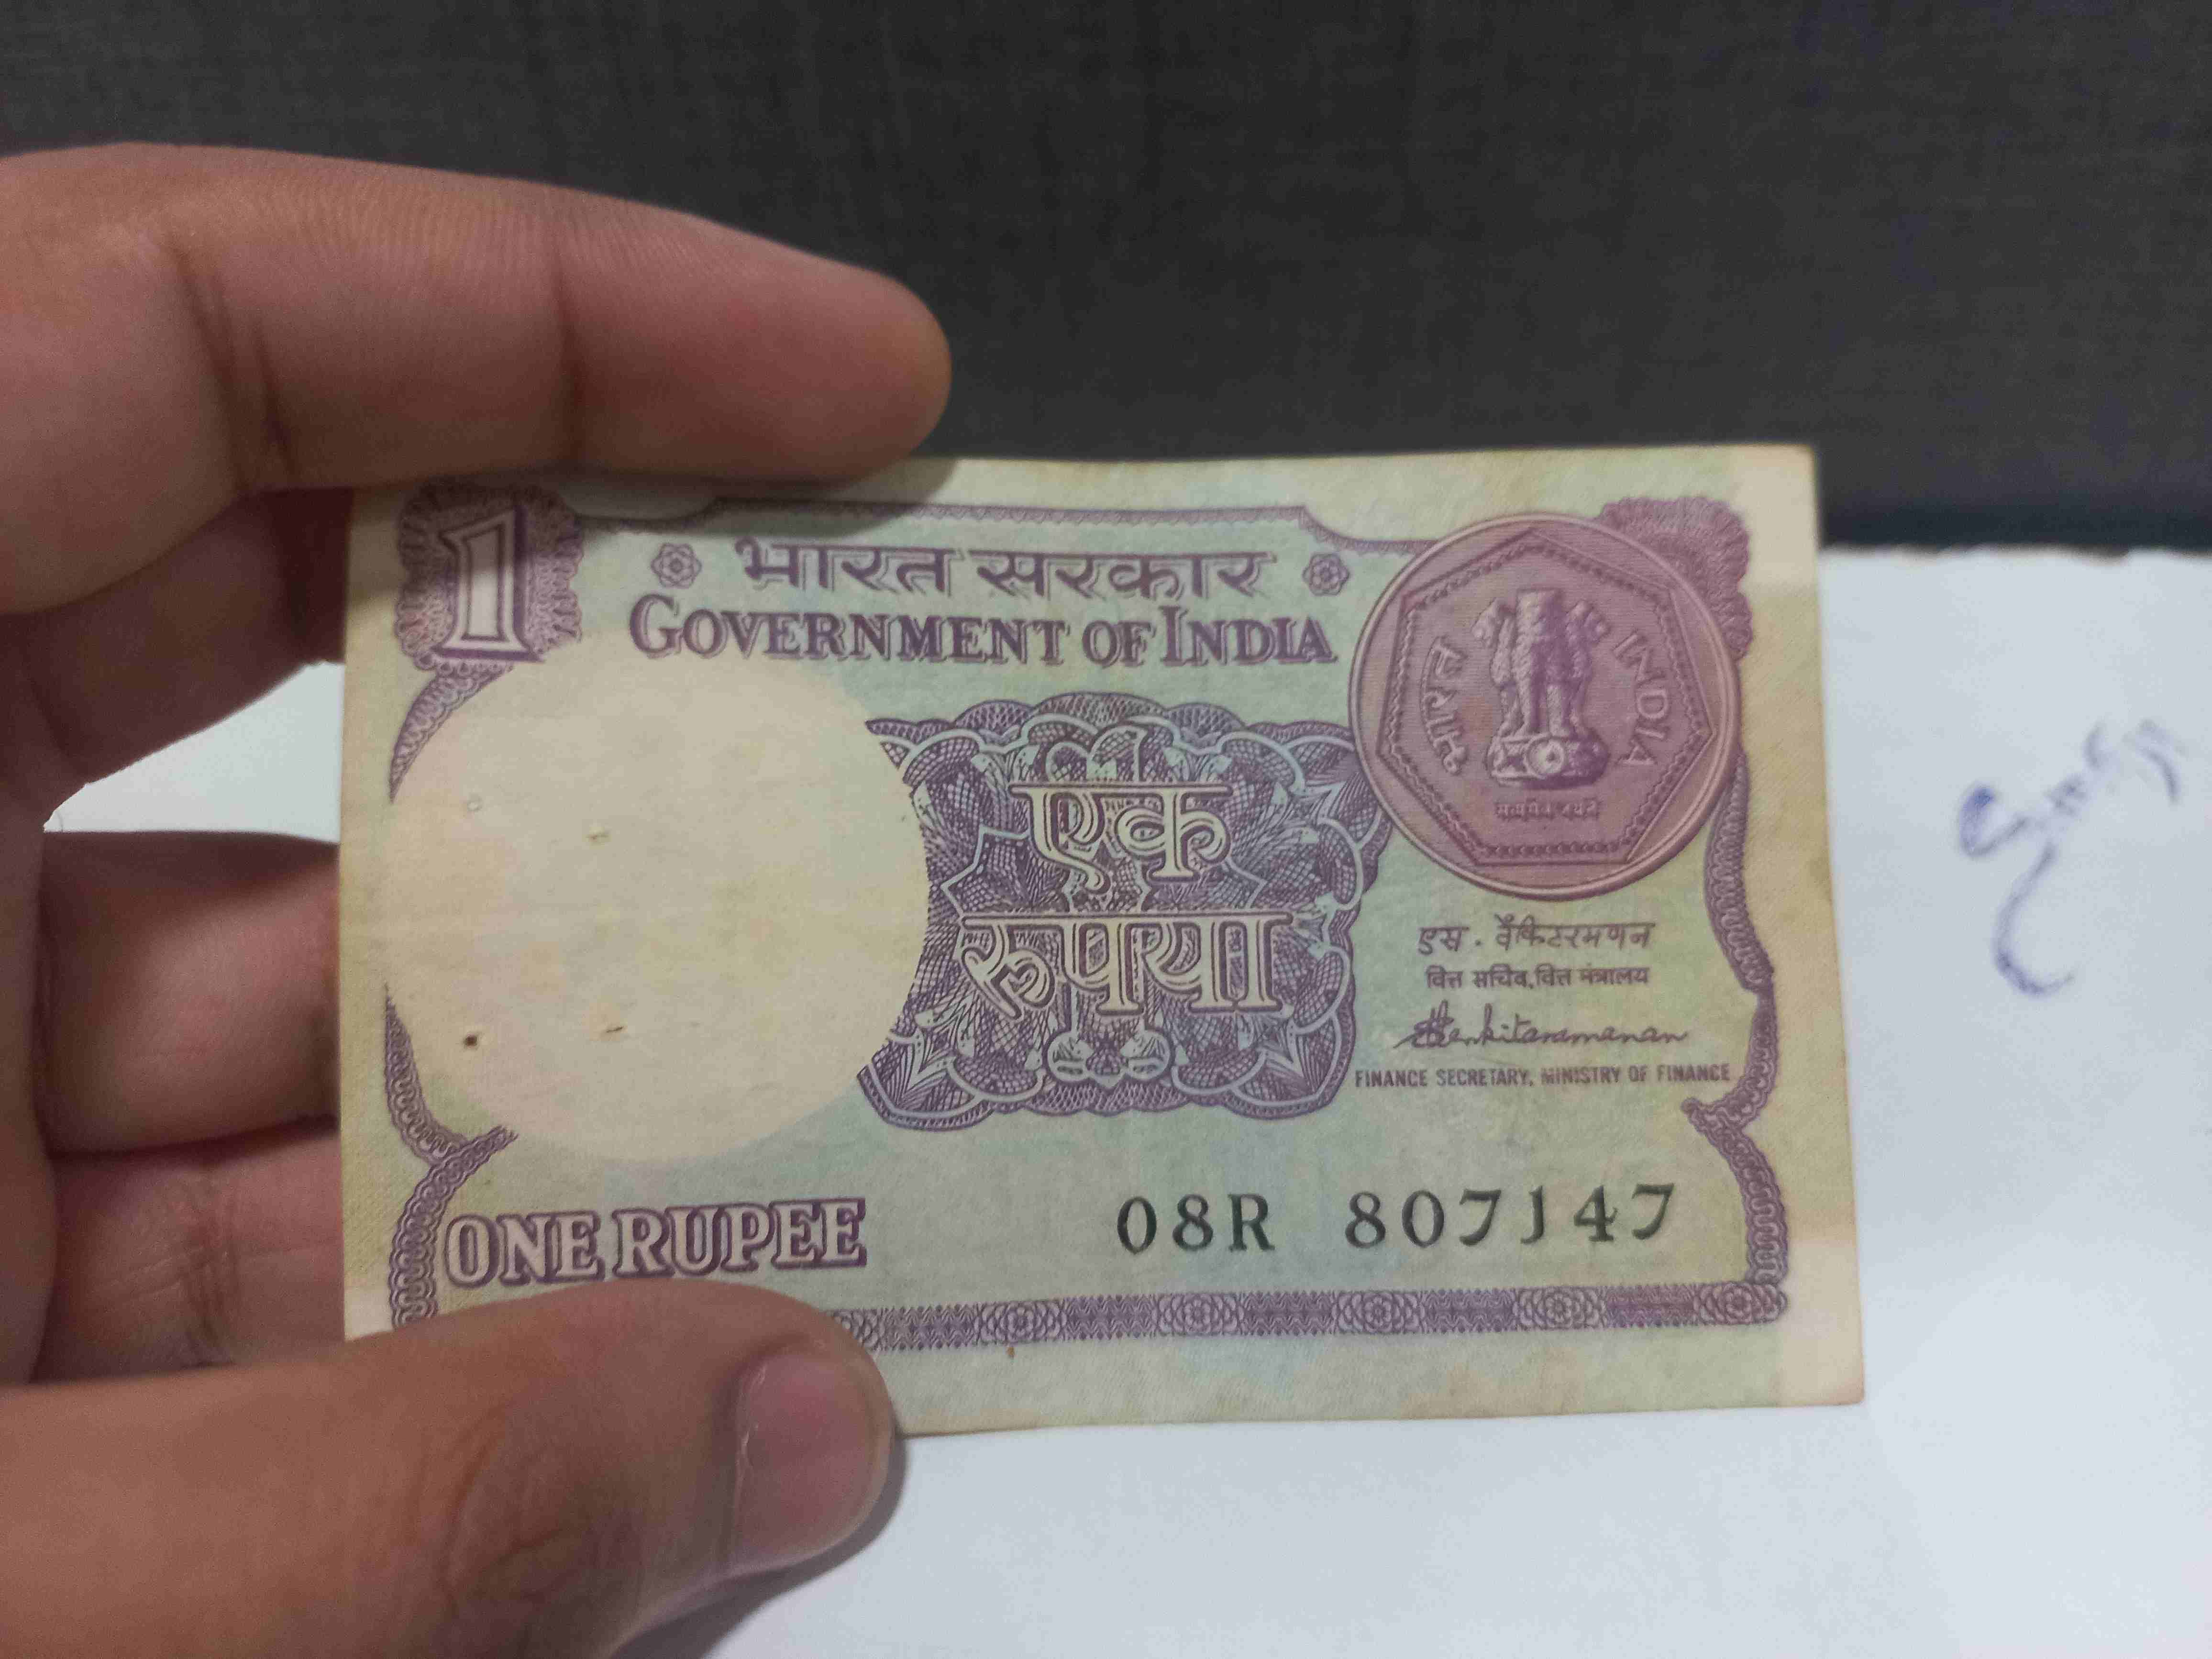 1
भारत सरकार
GOVERNMENT OF INDIA
भारत
INDIA
सत्यमेव जयते
एक
रूपया
एस. वेंकिटरमणन
वित्त सचिव, वित्त मंत्रालय
SVenkitaramanan
FINANCE SECRETARY, MINISTRY OF FINANCE
ONE RUPEE
08R 807147